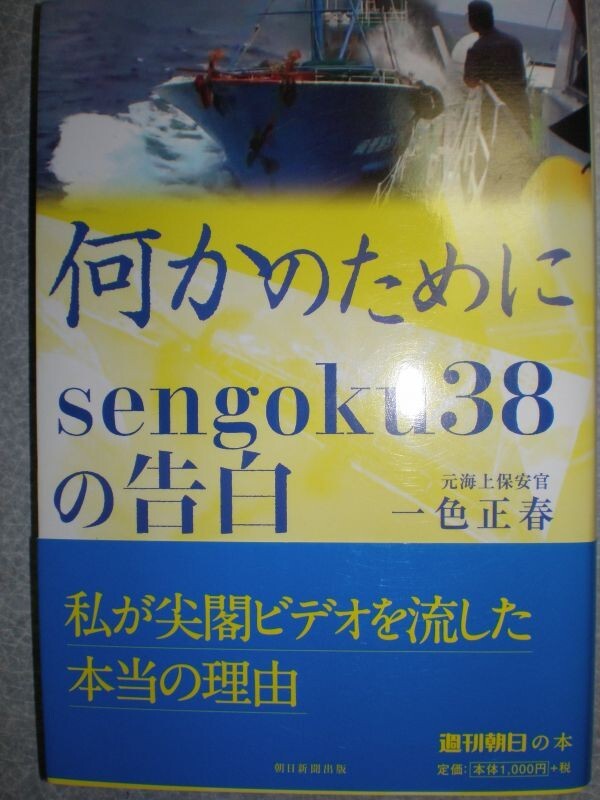 何かのために
sengoku38
の告白
元海上保安官
一色正春
私が尖閣ビデオを流した
本当の理由
週刊朝日の本
朝日新聞出版
定価：本体1,000円+税